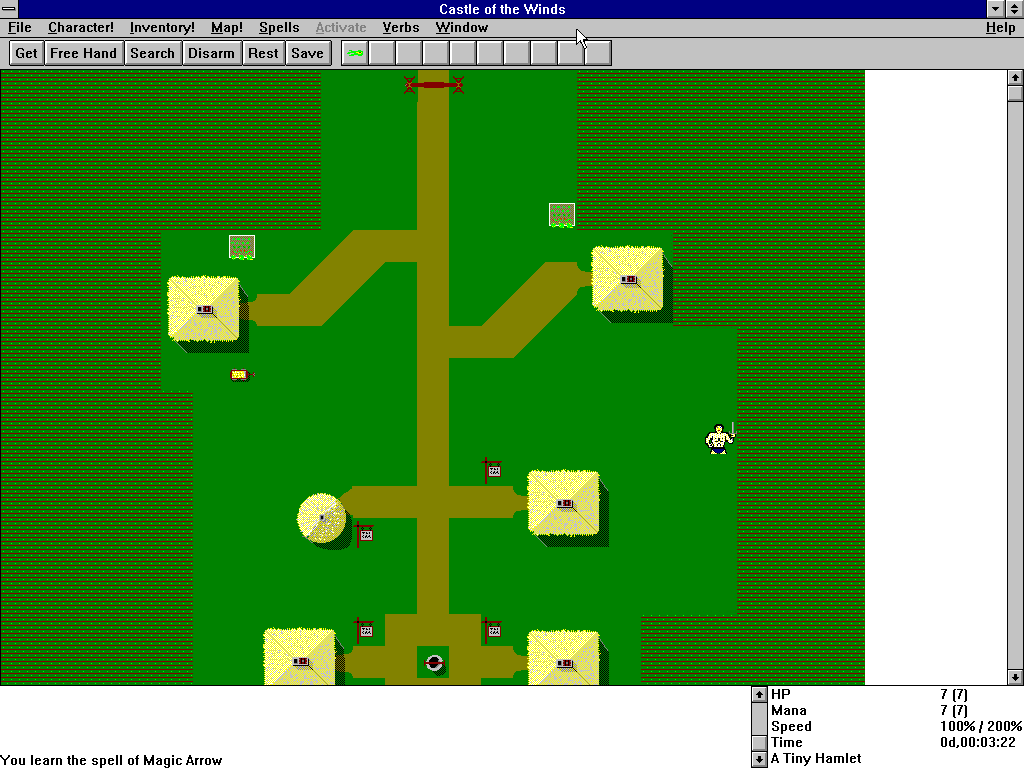 Castle of the Winds
File Character! Inventory! Map! Spells Activate Verbs Window Help
Get Free Hand Search Disarm Rest Save
HP 7 (7)
Mana 7 (7)
Speed 100% / 200%
Time 0d,00:03:22
A Tiny Hamlet
You learn the spell of Magic Arrow